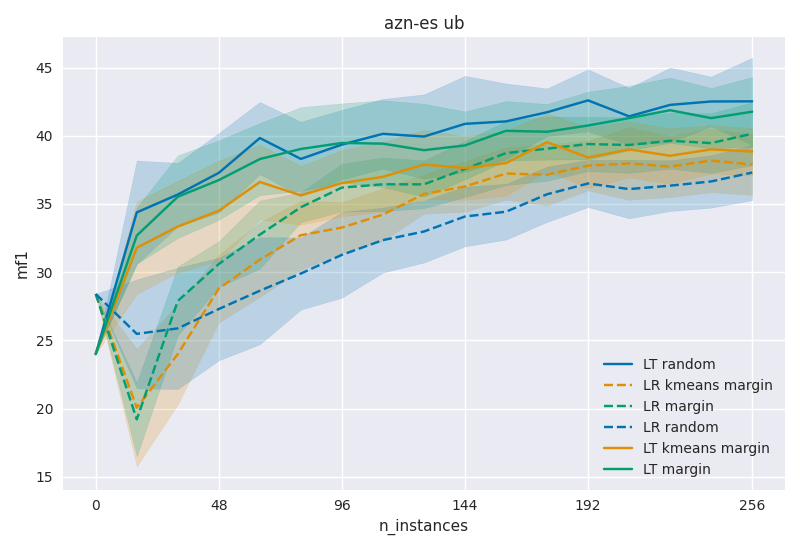 azn-es ub
mf1
45
40
35
30
25
20
15
0 48 96 144 192 256
n_instances
LT random
LR kmeans margin
LR margin
LR random
LT kmeans margin
LT margin